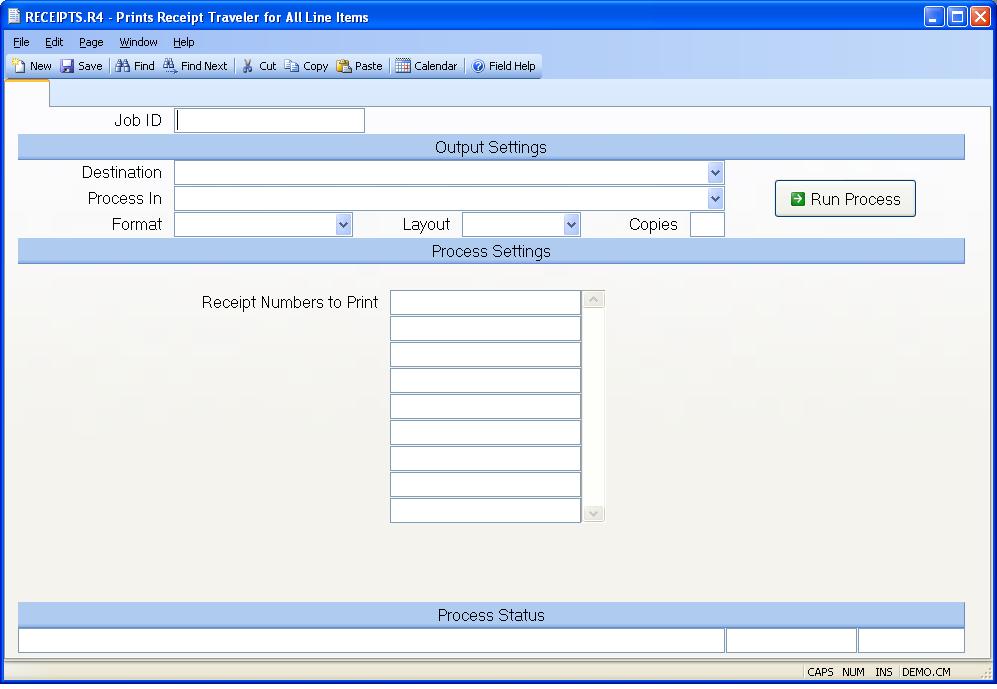 RECEIPTS.R4 - Prints Receipt Traveler for All Line Items
File Edit Page Window Help
New Save Find Find Next Cut Copy Paste Calendar Field Help
Job ID
Output Settings
Destination
Process In
Run Process
Format Layout Copies
Process Settings
Receipt Numbers to Print
Process Status
CAPS NUM INS DEMO.CM